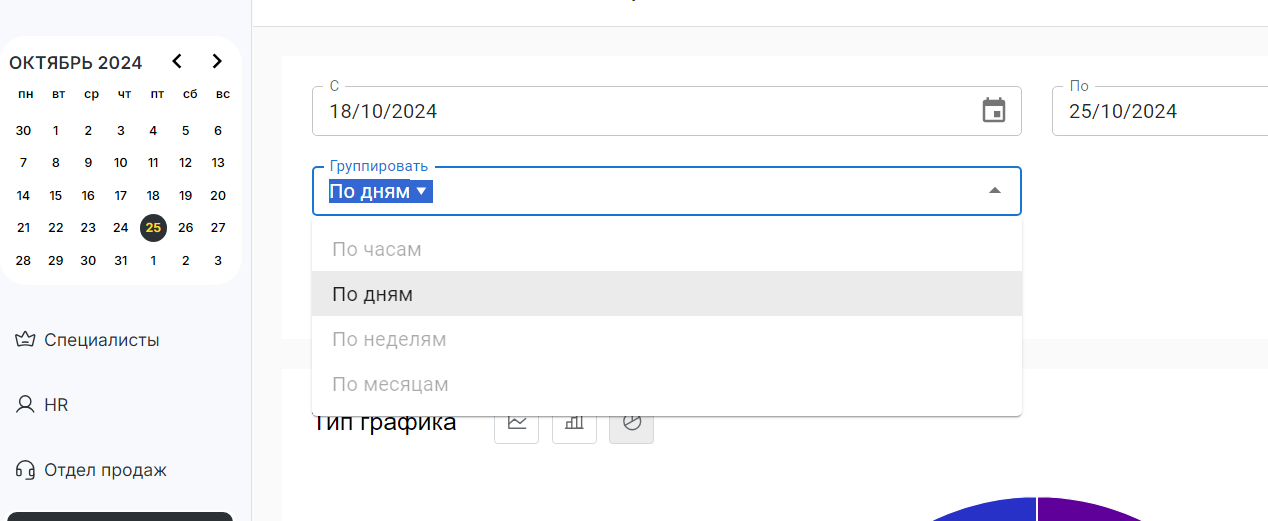 ОКТЯБРЬ 2024
пн вт ср чт пт сб вс
30 1 2 3 4 5 6
7 8 9 10 11 12 13
14 15 16 17 18 19 20
21 22 23 24 25 26 27
28 29 30 31 1 2 3
Специалисты
HR
Отдел продаж
С
18/10/2024
По
25/10/2024
Группировать
По дням
По часам
По дням
По неделям
По месяцам
Тип графика